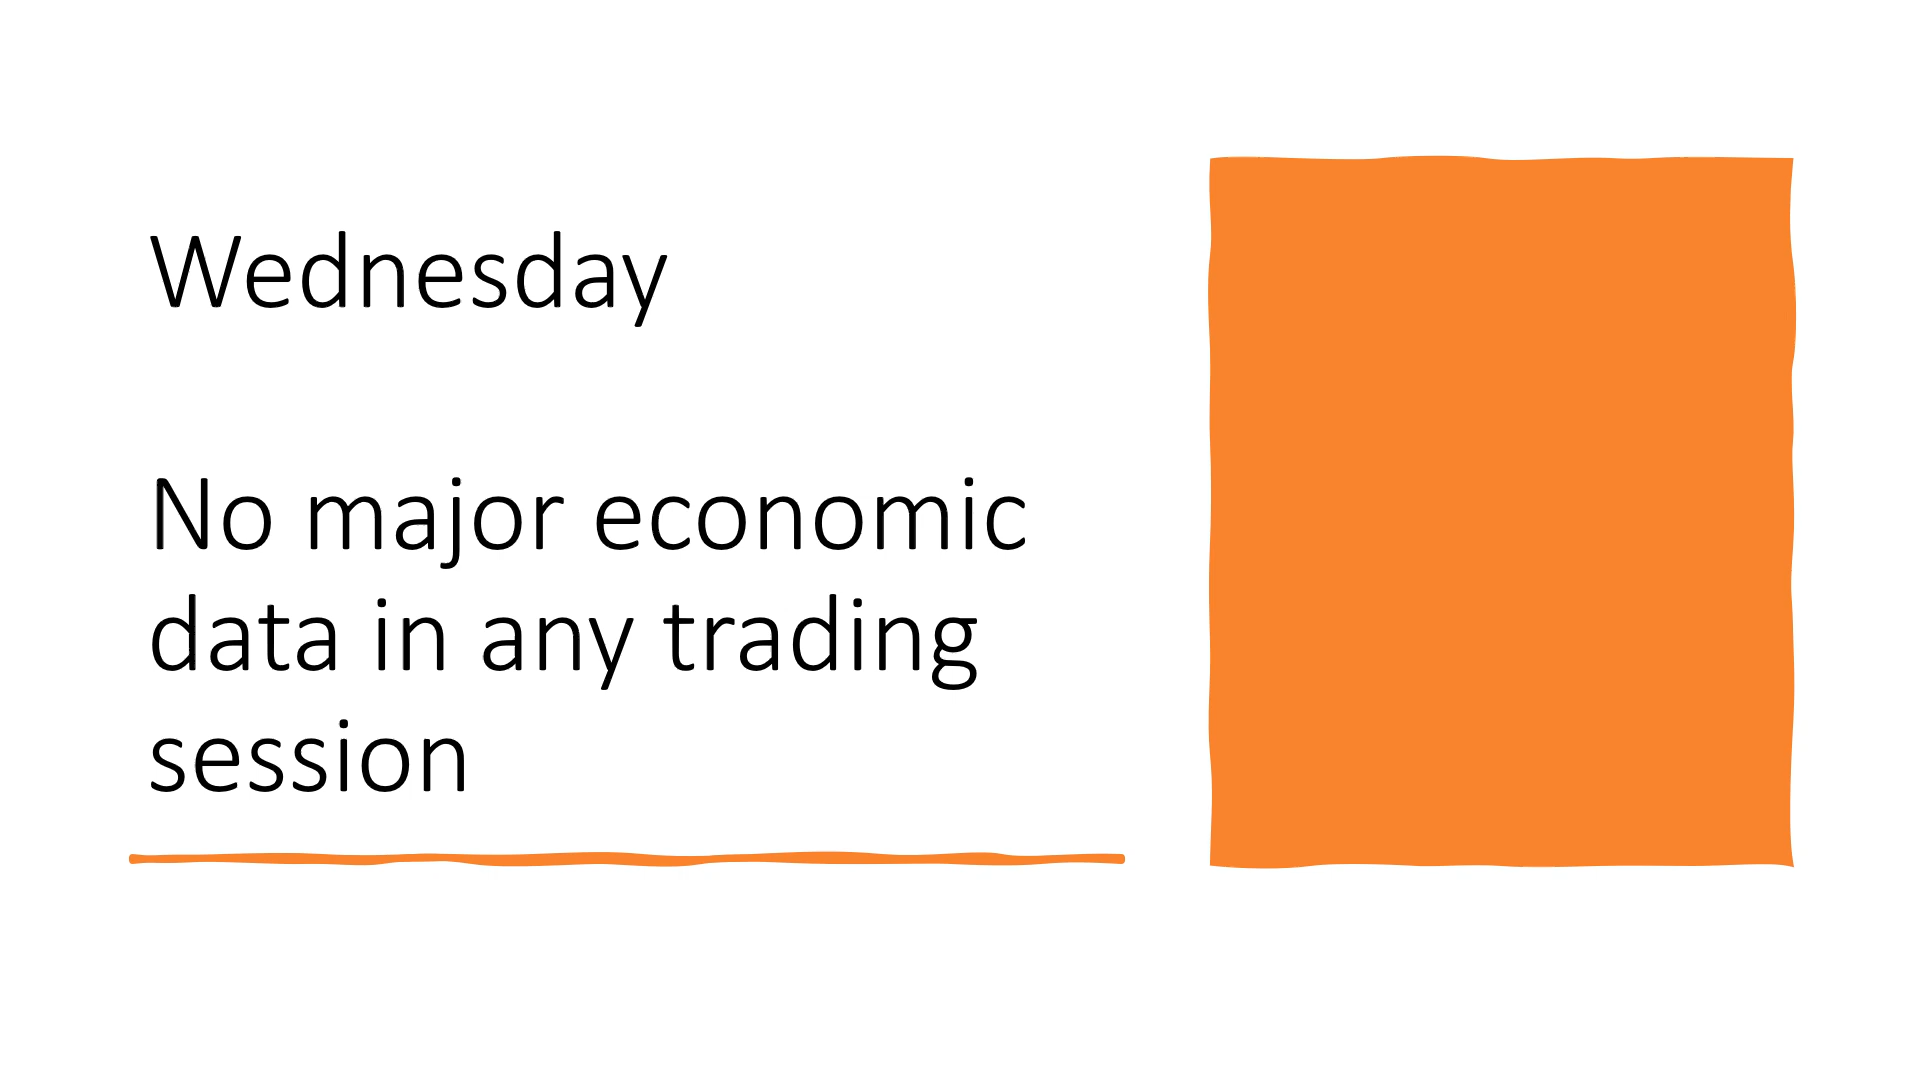 Wednesday
No major economic
data in any trading
session